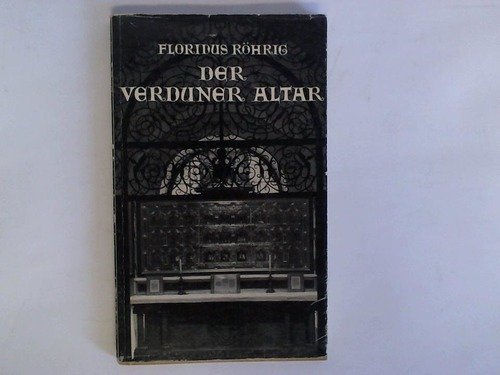 FLORIDUS RÖHRIG
DER
VERDUNER ALTAR